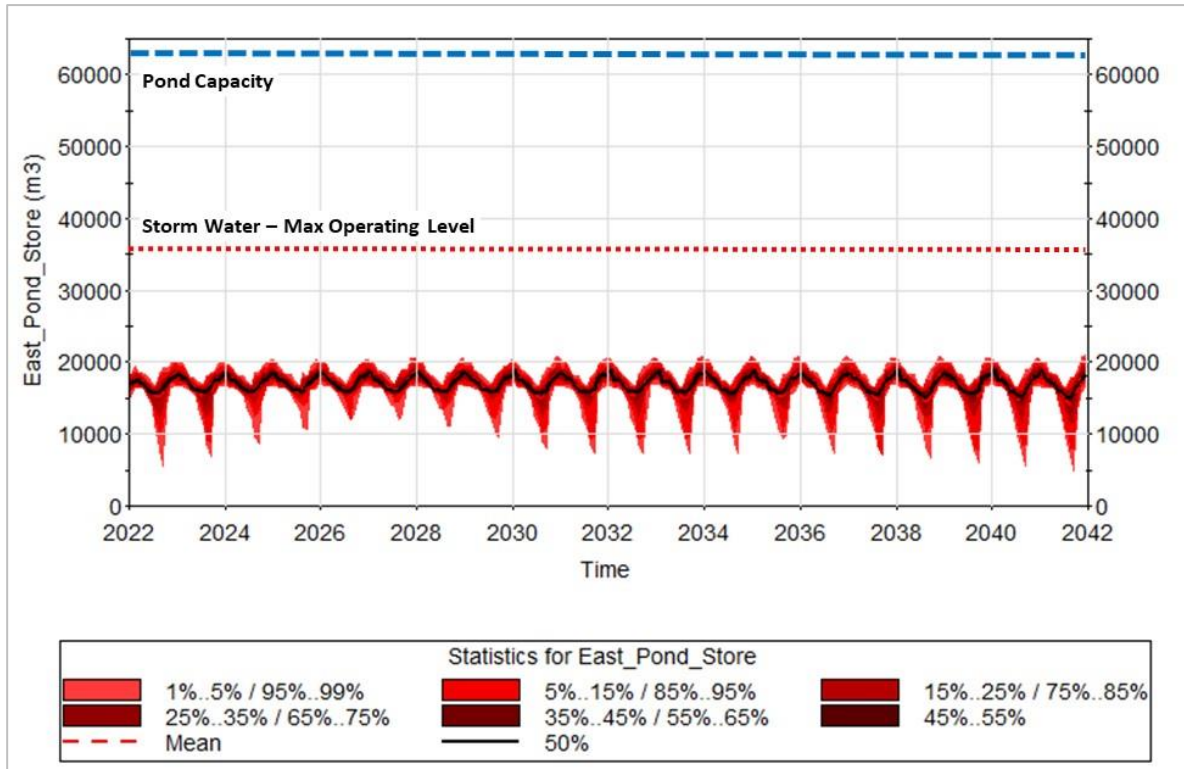 60000
60000
Pond Capacity
50000
50000
East_Pond_Store (m3)
40000
40000
Storm Water – Max Operating Level
30000
30000
20000
20000
10000
10000
0
0
2022 2024 2026 2028 2030 2032 2034 2036 2038 2040 2042
Time
Statistics for East_Pond_Store
1%..5% / 95%..99% 5%..15% / 85%..95% 15%..25% / 75%..85%
25%..35% / 65%..75% 35%..45% / 55%..65% 45%..55%
Mean 50%